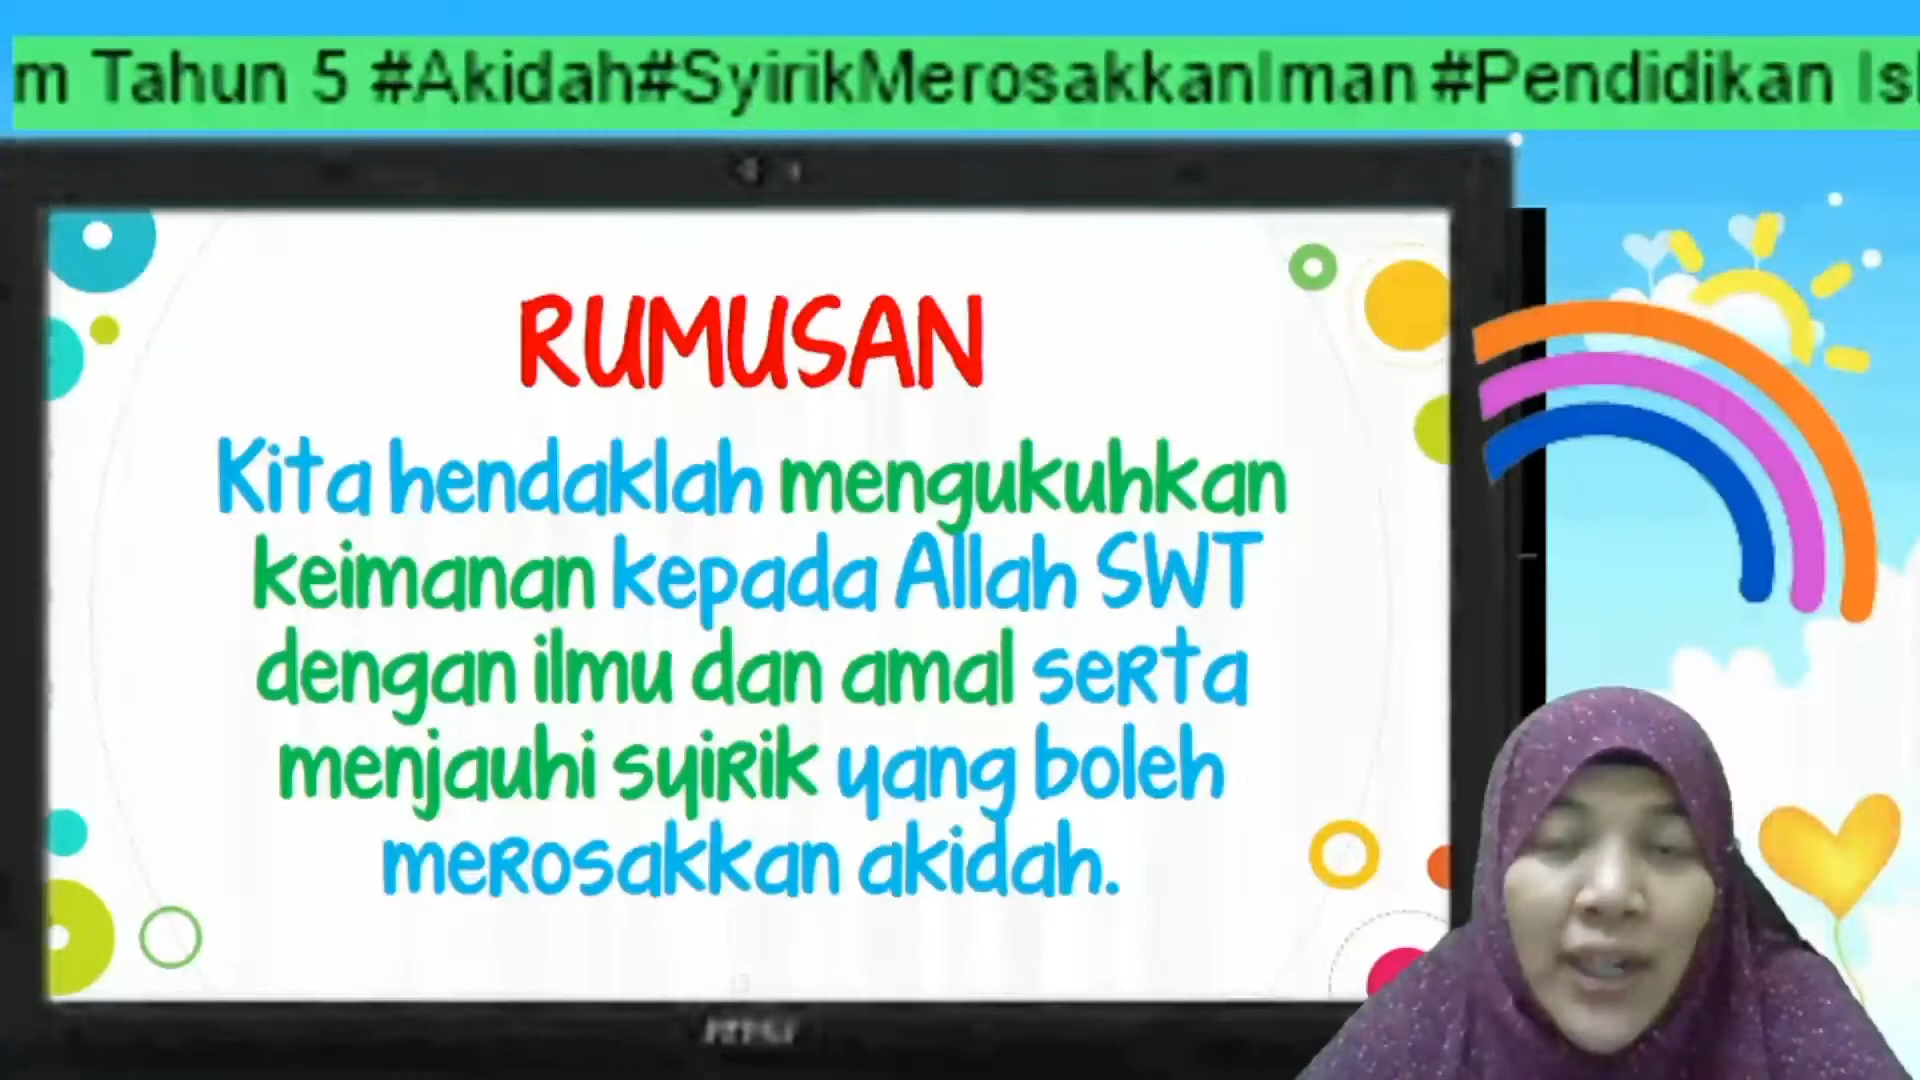 m Tahun 5 #Akidah#SyirikMerosakkanIman #Pendidikan Isl
RUMUSAN
Kita hendaklah mengukuhkan
keimanan kepada Allah SWT
dengan ilmu dan amal serta
menjauhi syirik yang boleh
merosakkan akidah.